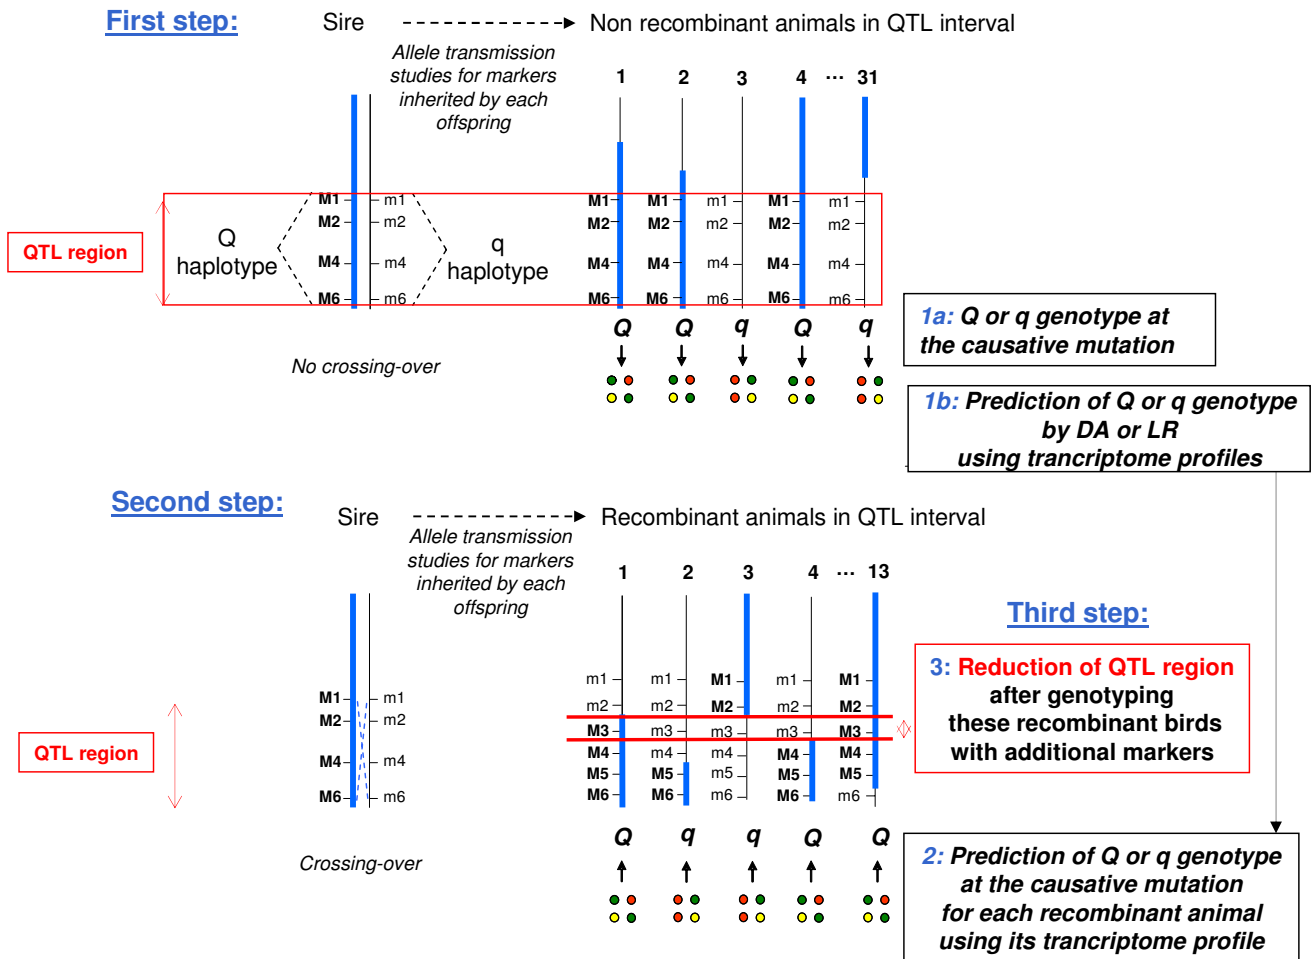 First step:
Sire
Non recombinant animals in QTL interval
Allele transmission
studies for markers
inherited by each
offspring
1 2 3 4 ... 31
M1 m1 M1 M1 m1 M1 m1
M2 m2 M2 M2 m2 M2 m2
M4 m4 M4 M4 m4 M4 m4
M6 m6 M6 M6 m6 M6 m6
QTL region
Q
haplotype
q
haplotype
Q Q q Q q
No crossing-over
1a: Q or q genotype at
the causative mutation
1b: Prediction of Q or q genotype
by DA or LR
using trancriptome profiles
Second step:
Sire
Recombinant animals in QTL interval
Allele transmission
studies for markers
inherited by each
offspring
1 2 3 4 ... 13
M1 m1
M2 m2
M4 m4
M6 m6
QTL region
Crossing-over
m1 m1 M1 m1 M1
m2 m2 M2 m2 M2
M3 m3 m3 m3 M3
M4 m4 m4 M4 M4
M5 M5 m5 M5 M5
M6 M6 m6 M6 m6
Q q q Q Q
Third step:
3: Reduction of QTL region
after genotyping
these recombinant birds
with additional markers
2: Prediction of Q or q genotype
at the causative mutation
for each recombinant animal
using its trancriptome profile